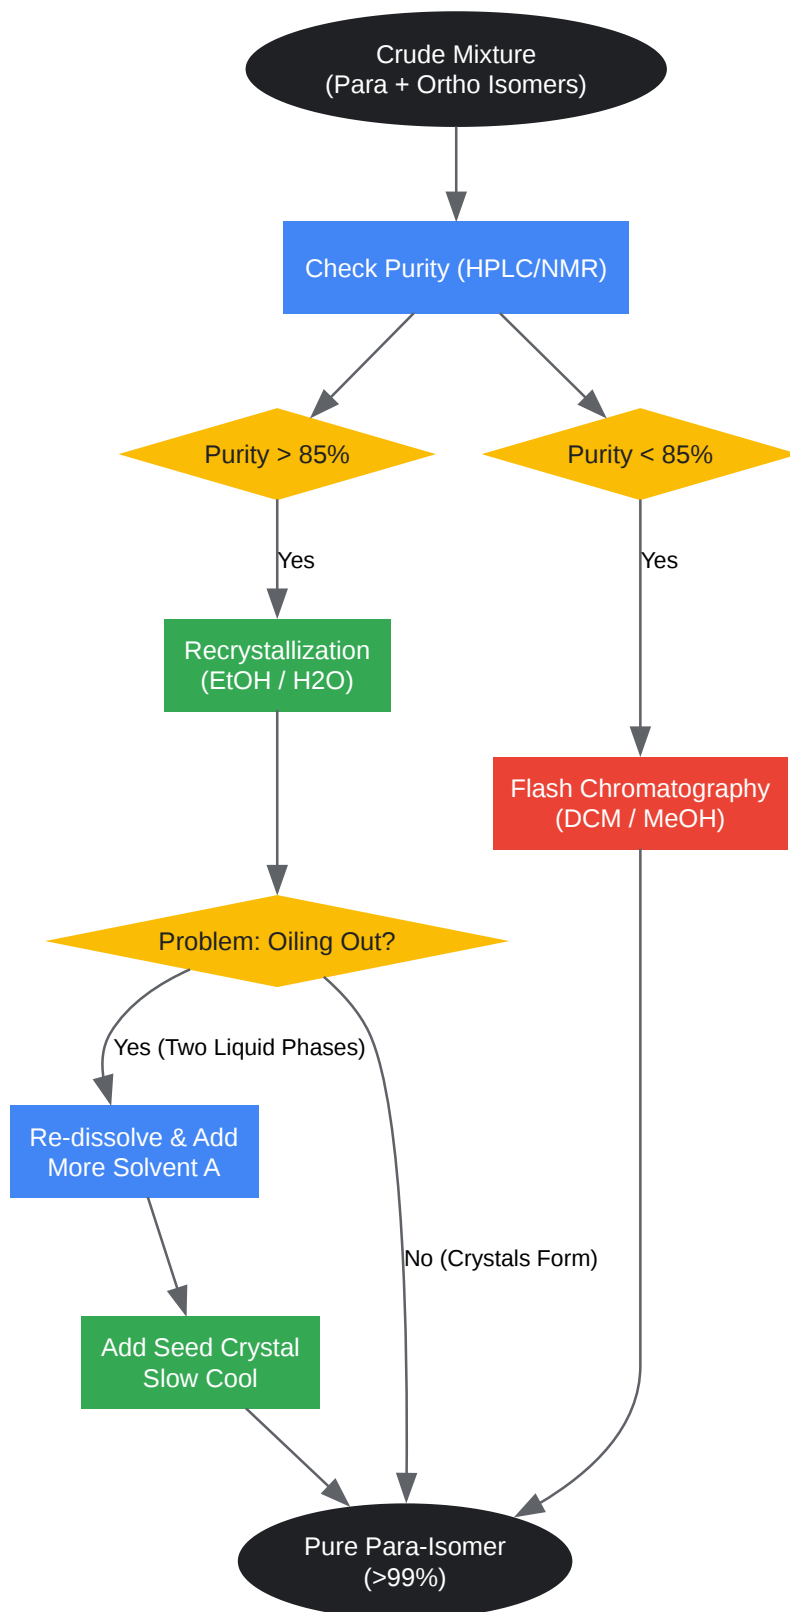 Crude Mixture
(Para + Ortho Isomers)
Check Purity (HPLC/NMR)
Purity > 85%
Purity < 85%
Yes
Yes
Recrystallization
(EtOH / H2O)
Flash Chromatography
(DCM / MeOH)
Problem: Oiling Out?
Yes (Two Liquid Phases)
Re-dissolve & Add
More Solvent A
No (Crystals Form)
Add Seed Crystal
Slow Cool
Pure Para-Isomer
(>99%)